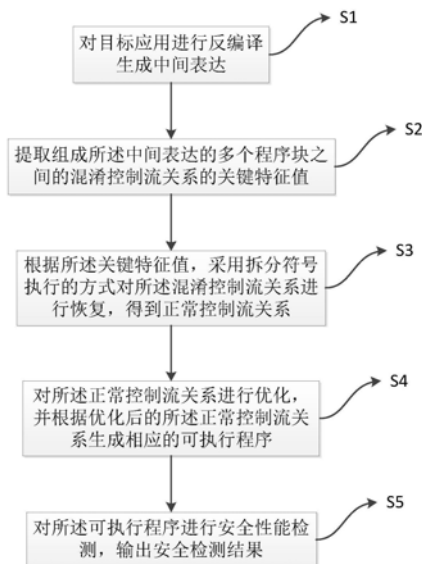 S1
对目标应用进行反编译
生成中间表达
S2
提取组成所述中间表达的多个程序块之
间的混淆控制流关系的关键特征值
S3
根据所述关键特征值，采用拆分符号
执行的方式对所述混淆控制流关系进
行恢复，得到正常控制流关系
S4
对所述正常控制流关系进行优化，
并根据优化后的所述正常控制流关
系生成相应的可执行程序
S5
对所述可执行程序进行安全性能检
测，输出安全检测结果